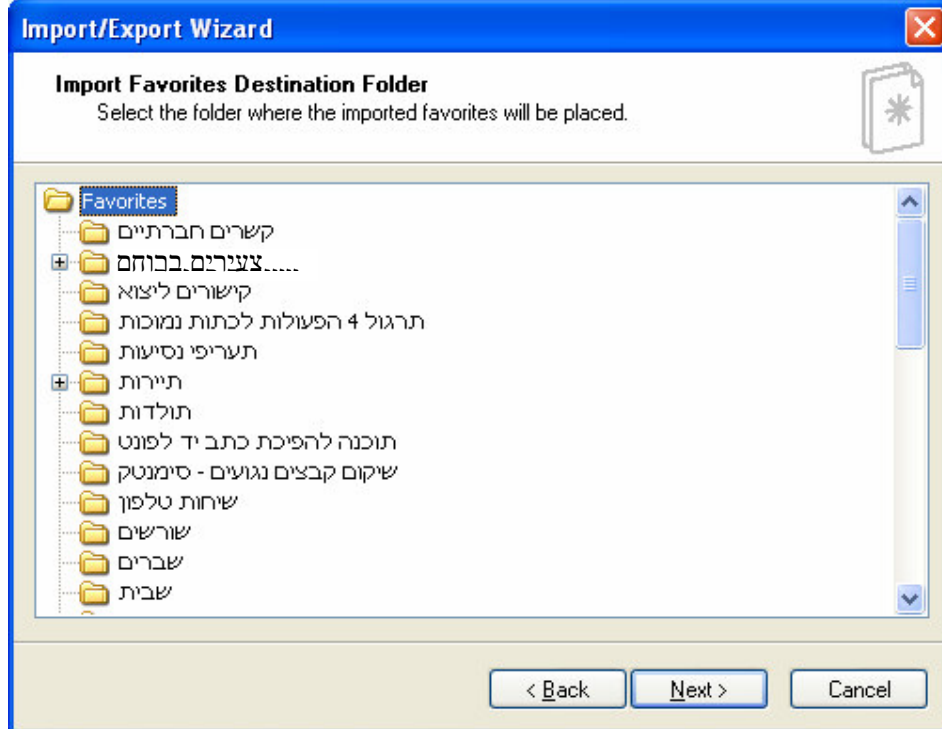 Import/Export Wizard
Import Favorites Destination Folder
Select the folder where the imported favorites will be placed.
Favorites
קשרים חברתיים
צעירים.בכוחם.....
קישורים ליצוא
תרגול 4 הפעולות לכתות נמוכות
תעריפי נסיעות
תיירות
תולדות
תוכנה להפיכת כתב יד לפונט
שיקום קבצים נגועים - סימנטק
שיחות טלפון
שורשים
שברים
שבית
< Back
Next >
Cancel